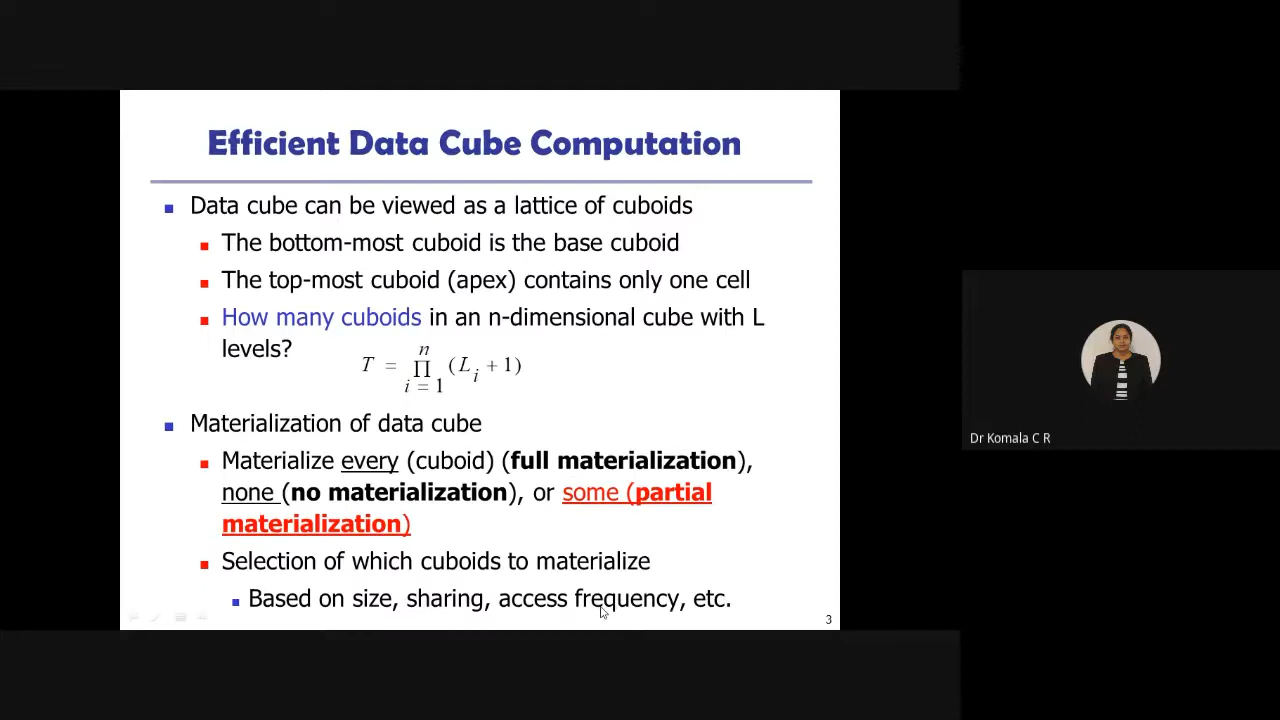 Efficient Data Cube Computation
Data cube can be viewed as a lattice of cuboids
The bottom-most cuboid is the base cuboid
The top-most cuboid (apex) contains only one cell
How many cuboids in an n-dimensional cube with L
levels?
T = ∏ n i = 1 (L i + 1)
Materialization of data cube
Materialize every (cuboid) (full materialization),
none (no materialization), or some (partial
materialization)
Selection of which cuboids to materialize
Based on size, sharing, access frequency, etc.
3
Dr Komala C R